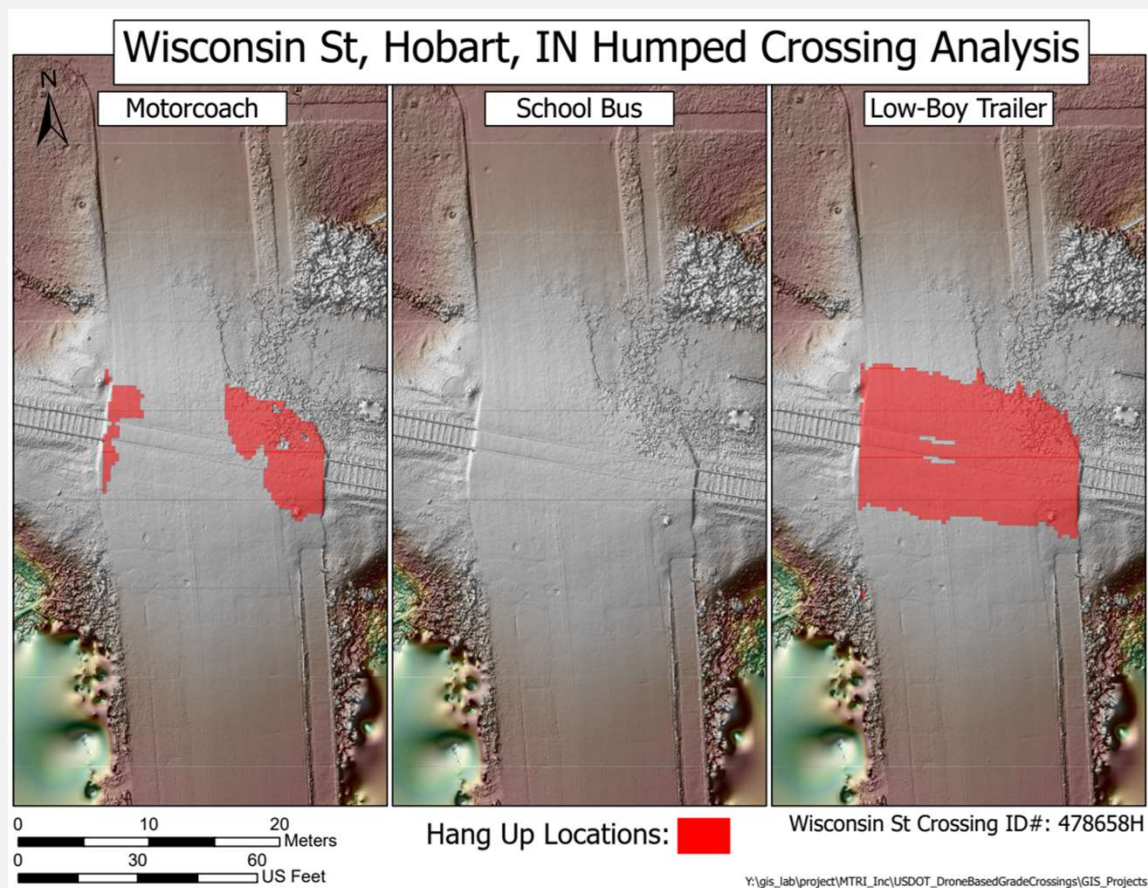 Wisconsin St, Hobart, IN Humped Crossing Analysis
N
Motorcoach
School Bus
Low-Boy Trailer
0 10 20
Meters
0 30 60
US Feet
Hang Up Locations:
Wisconsin St Crossing ID#: 478658H
Y:\gis_lab\project\MTRI_Inc\USDOT_DroneBasedGradeCrossings\GIS_Projects